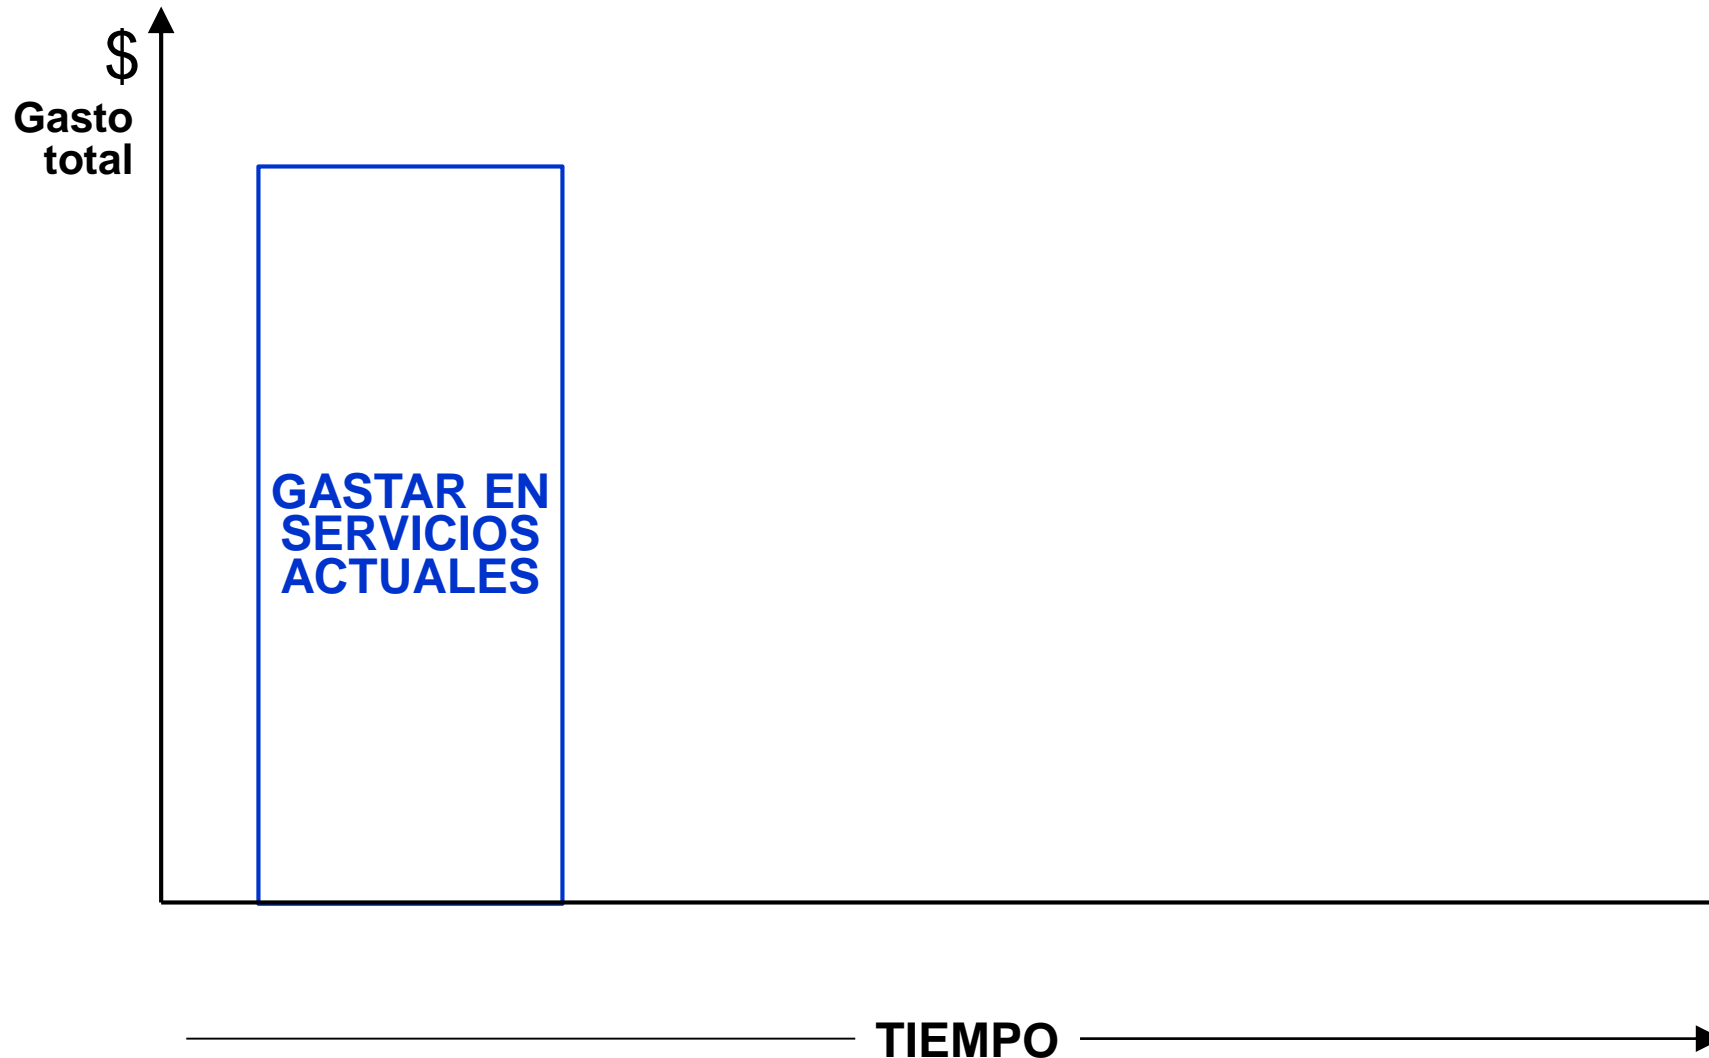 $
Gasto
total
GASTAR EN
SERVICIOS
ACTUALES
TIEMPO